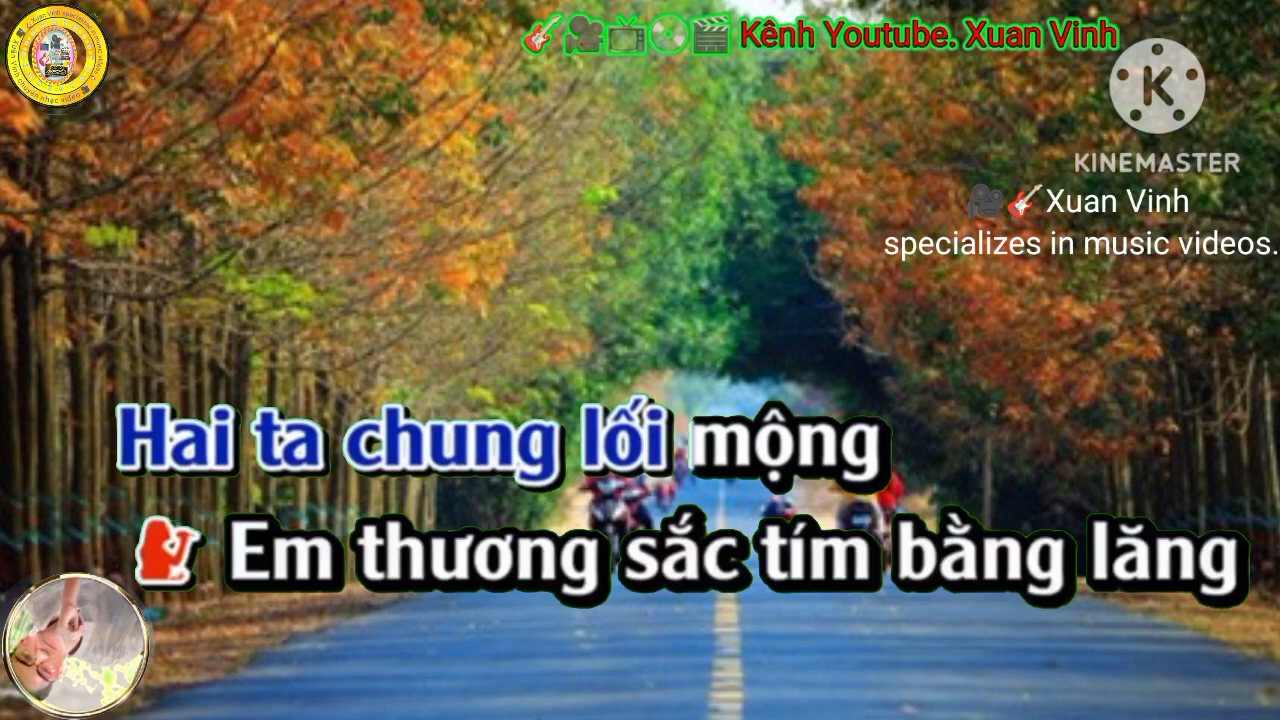 🎸🎥📺💿🎬 Kênh Youtube. Xuan Vinh
K
KINEMASTER
🎥🎸Xuan Vinh
specializes in music videos.
Hai ta chung lối mộng
Em thương sắc tím bằng lăng